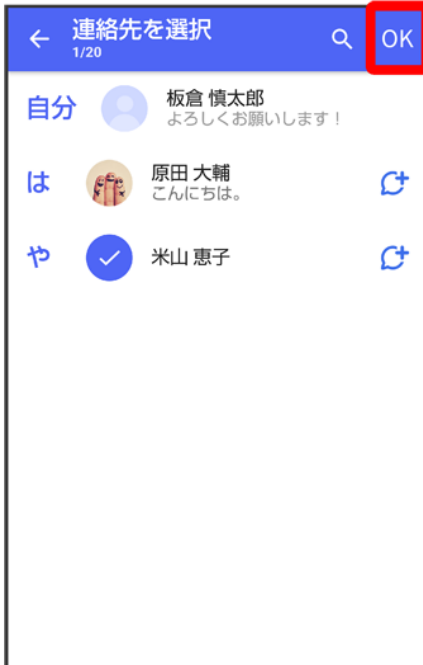 連絡先を選択
1/20
OK
自分
板倉 慎太郎
よろしくお願いします！
は
原田 大輔
こんにちは。
や
米山 恵子